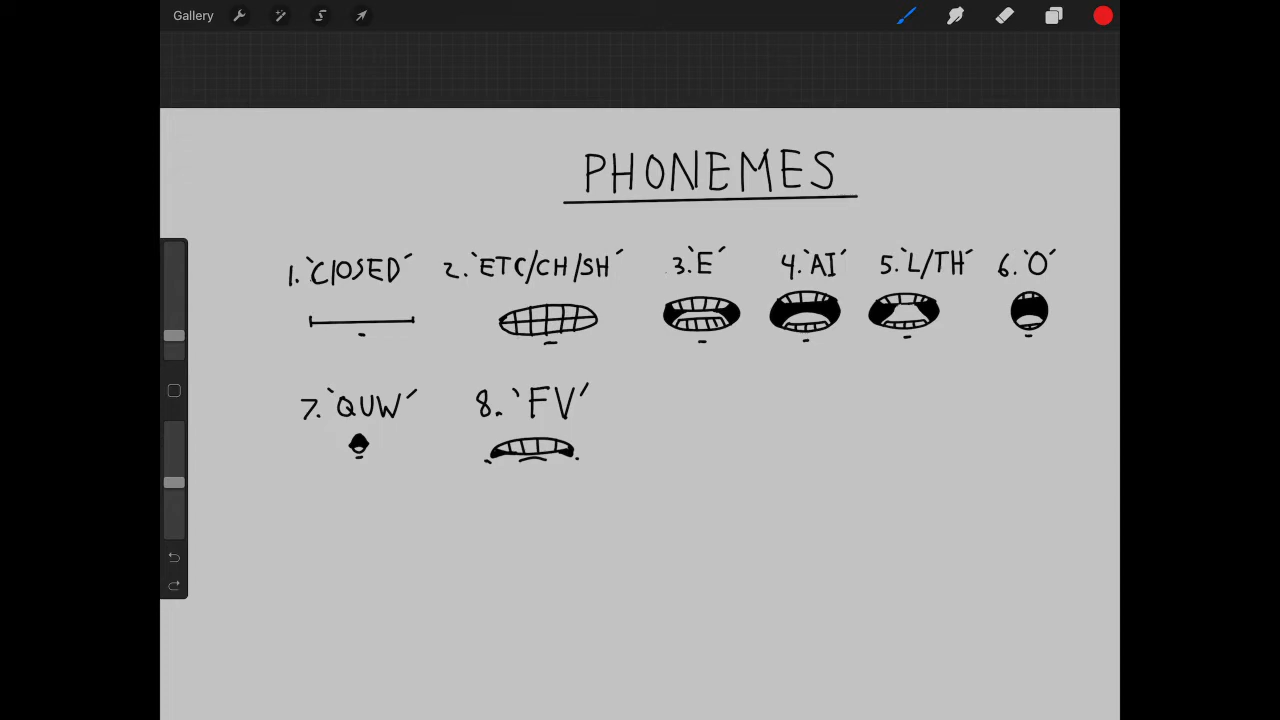 Gallery
PHONEMES
1. `CLOSED´ 2. `ETC/CH/SH´ 3. `E´ 4. `AI´ 5. `L/TH´ 6. `O´
7. `QUW´ 8. `FV´